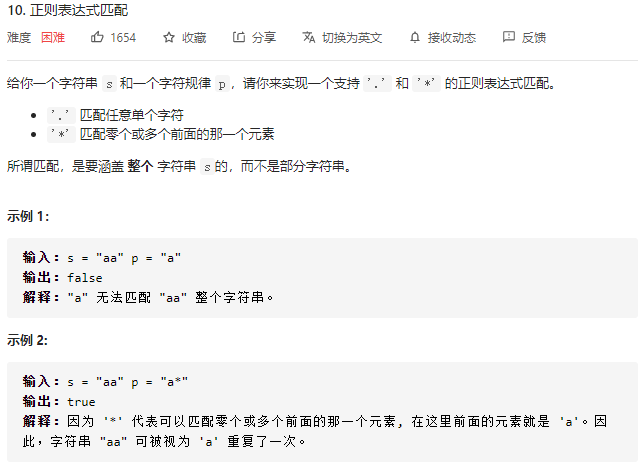 10. 正则表达式匹配
难度 困难 1654 收藏 分享 切换为英文 接收动态 反馈
给你一个字符串 s 和一个字符规律 p，请你来实现一个支持 '.' 和 '*' 的正则表达式匹配。
'.' 匹配任意单个字符
'*' 匹配零个或多个前面的那一个元素
所谓匹配，是要涵盖 整个 字符串 s 的，而不是部分字符串。
示例 1：
输入：s = "aa" p = "a"
输出：false
解释："a" 无法匹配 "aa" 整个字符串。
示例 2:
输入：s = "aa" p = "a*"
输出：true
解释：因为 '*' 代表可以匹配零个或多个前面的那一个元素, 在这里前面的元素就是 'a'。因
此，字符串 "aa" 可被视为 'a' 重复了一次。